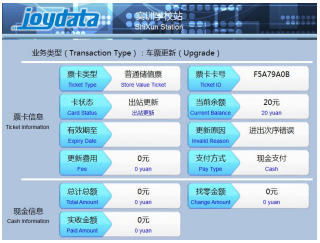 joydata
实训学校站
ShiXun Station
业务类型 (Transaction Type) : 车票更新 (Upgrade)
票卡信息
Ticket Information
票卡类型
Ticket Type
普通储值票
Store Value Ticket
票卡卡号
Ticket ID
F5A79A0B
卡状态
Card Status
出站更新
出站更新
当前余额
Current Balance
20元
20 yuan
有效期至
Expiry Date
更新原因
Invalid Reason
进出次序错误
更新费用
Fee
0元
0 yuan
支付方式
Pay Type
现金支付
Cash
现金信息
Cash Information
总计总额
Total Amount
0元
0 yuan
找零金额
Change Amount
0元
0 yuan
实收金额
Paid Amount
0元
0 yuan